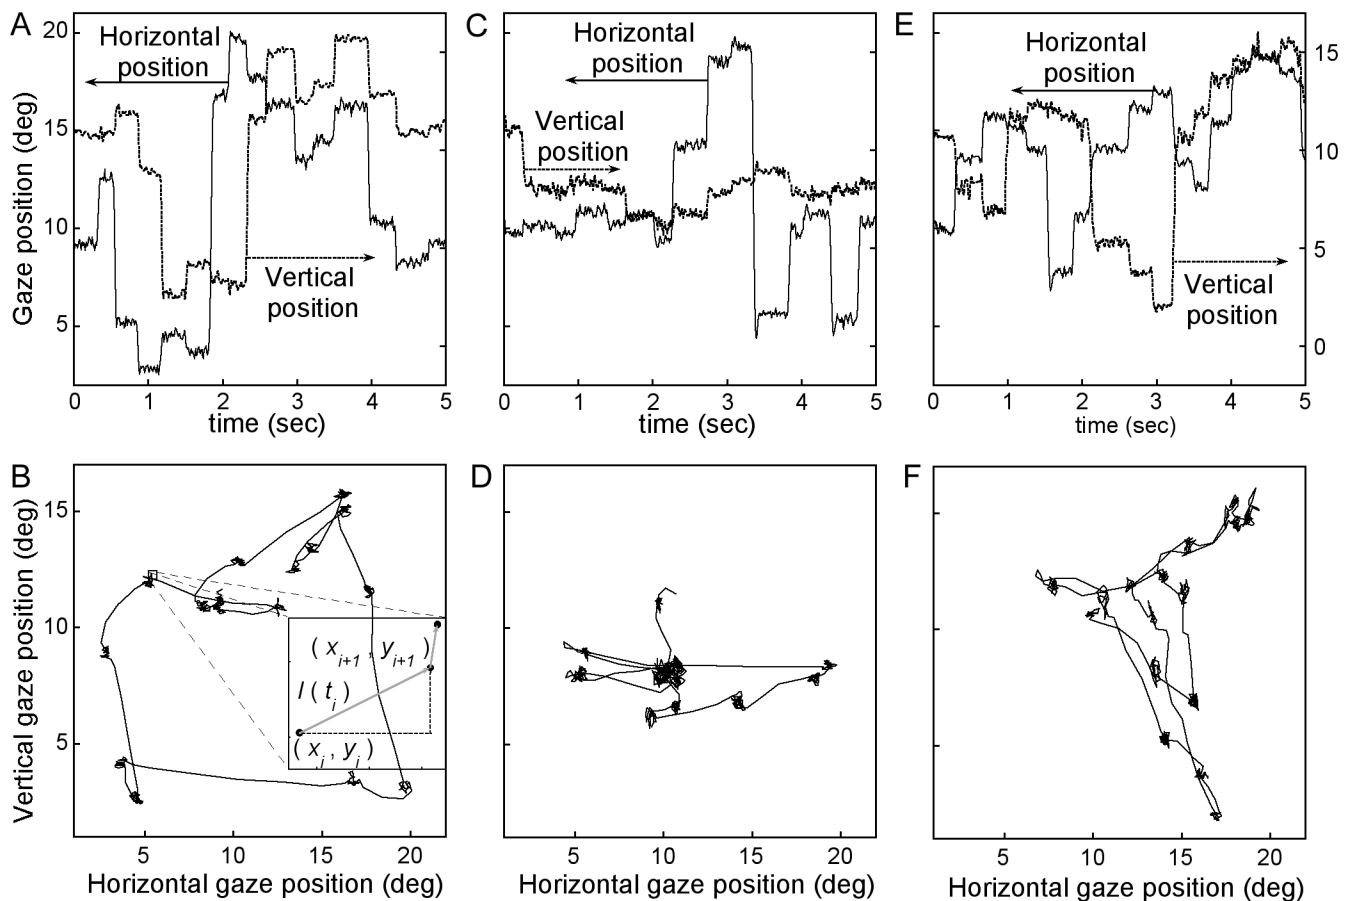 A
20
15
10
5
Gaze position (deg)
Horizontal
position
Vertical
position
0 1 2 3 4 5
time (sec)
C
Horizontal
position
Vertical
position
0 1 2 3 4 5
time (sec)
E
Horizontal
position
Vertical
position
15
10
5
0
0 1 2 3 4 5
time (sec)
B
15
10
5
Vertical gaze position (deg)
( x i+1 , y i+1 )
l ( t i )
( x i , y i )
5 10 15 20
Horizontal gaze position (deg)
D
5 10 15 20
Horizontal gaze position (deg)
F
5 10 15 20
Horizontal gaze position (deg)